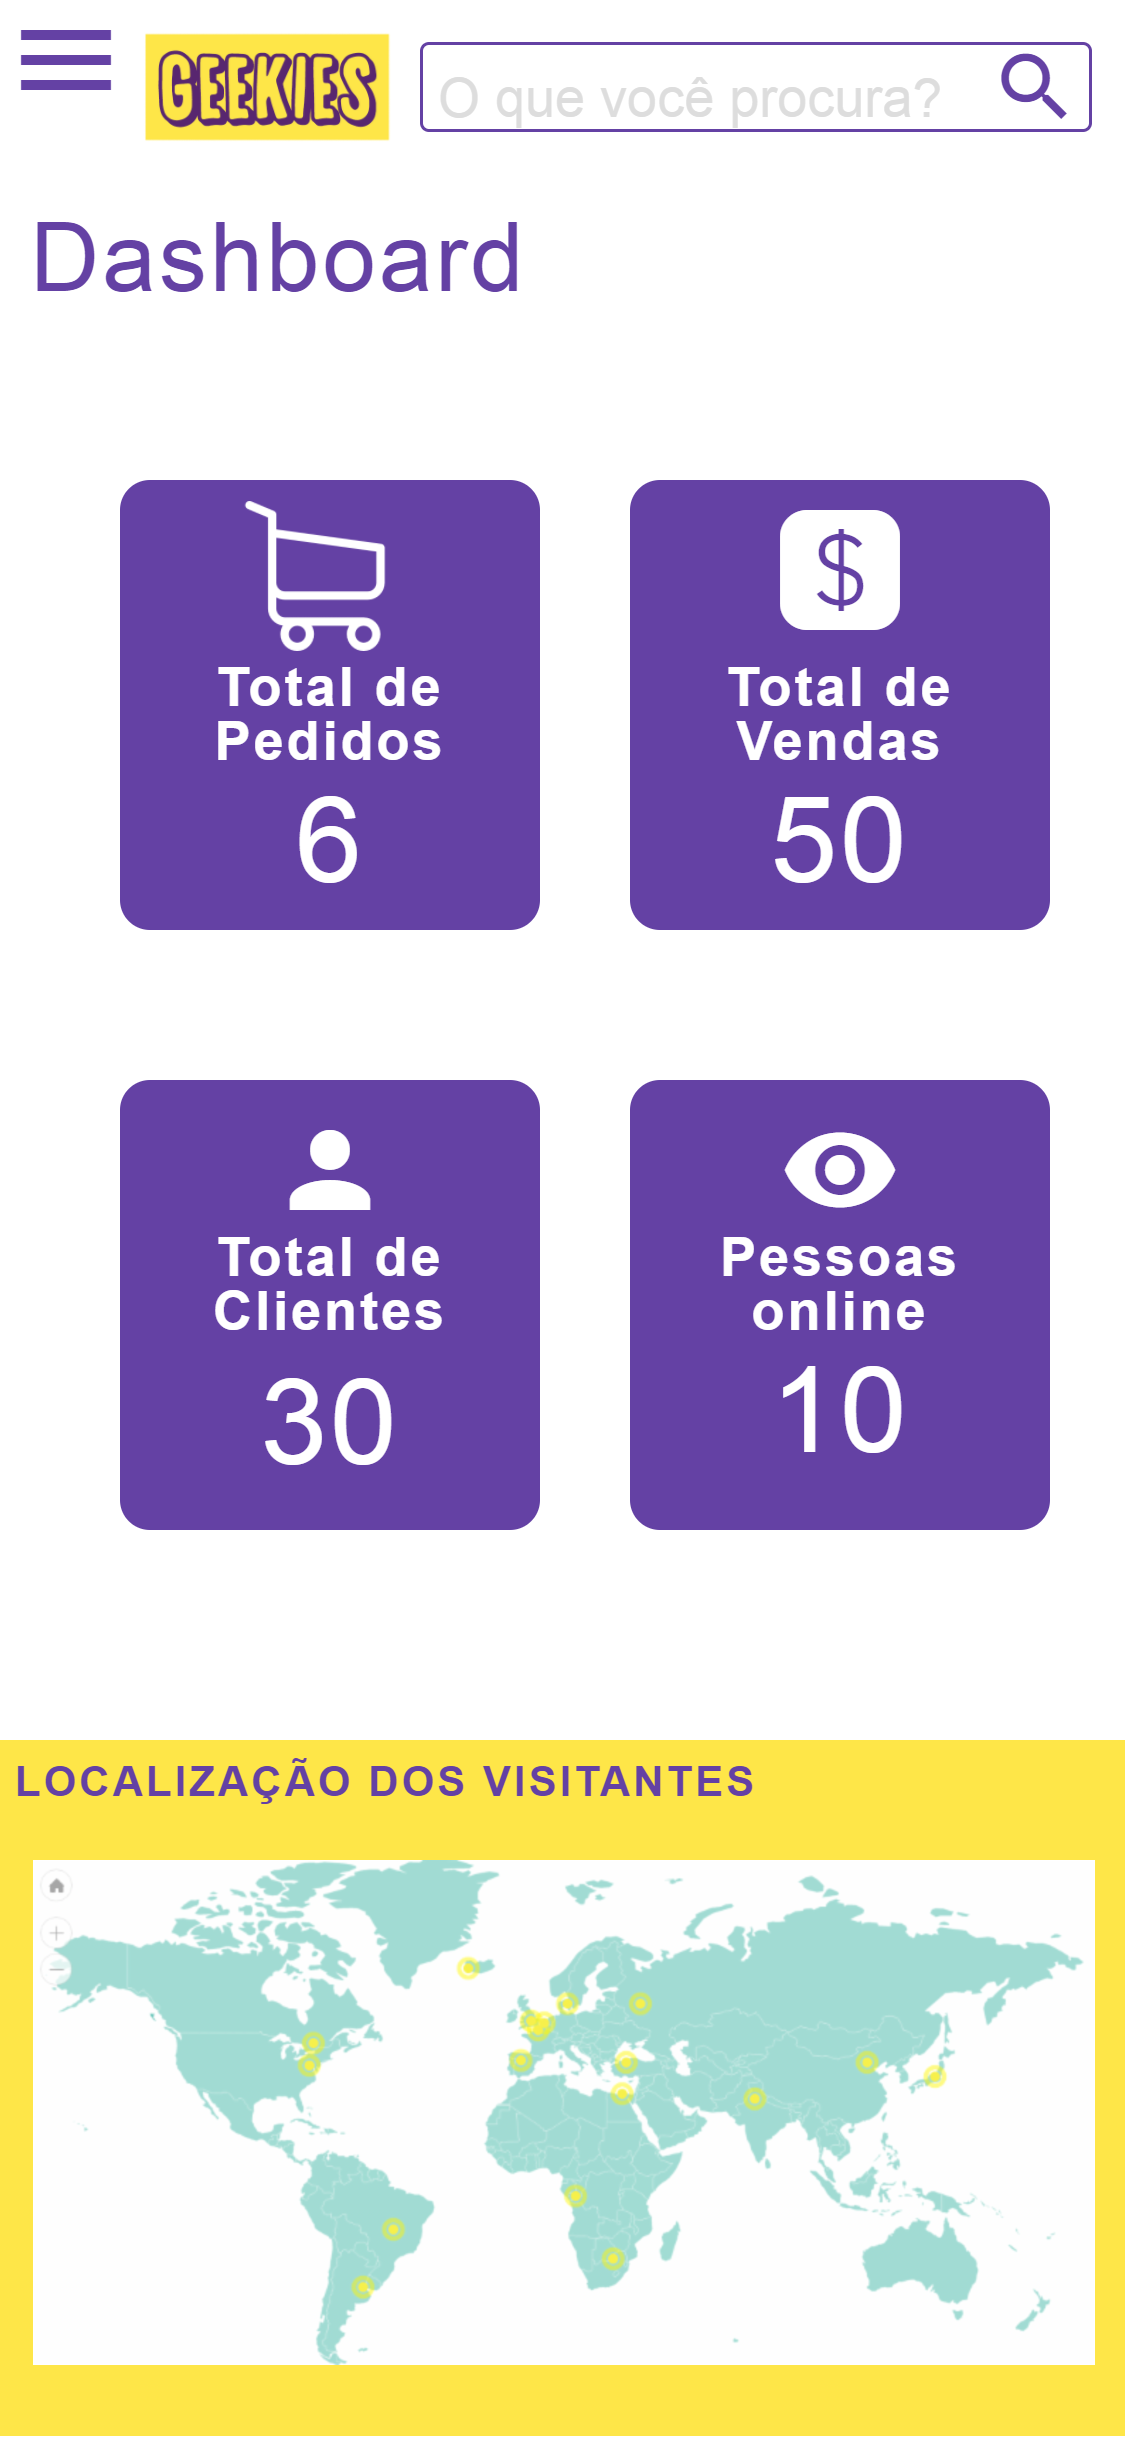 GEEKIES
O que você procura?
Dashboard
Total de
Pedidos
6
$
Total de
Vendas
50
Total de
Clientes
30
Pessoas
online
10
LOCALIZAÇÃO DOS VISITANTES